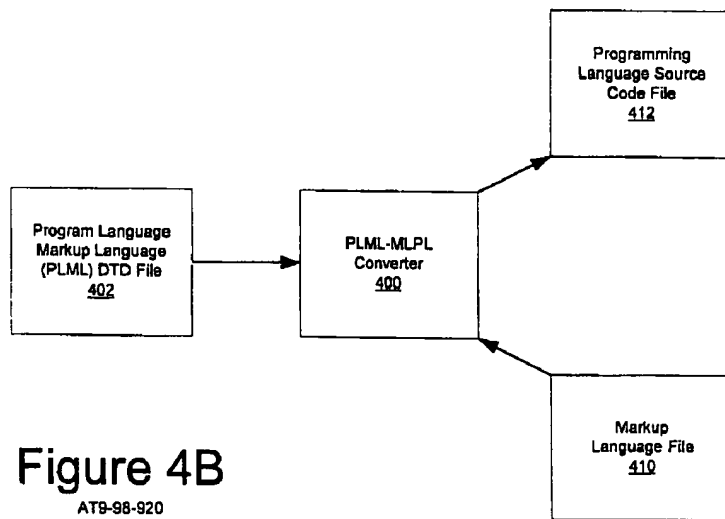 Programming
Language Source
Code File
412
Program Language
Markup Language
(PLML) DTD File
402
PLML-MLPL
Converter
400
Markup
Language File
410
Figure 4B
AT9-98-920